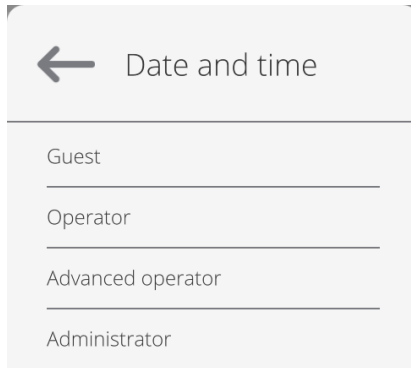 Date and time
Guest
Operator
Advanced operator
Administrator